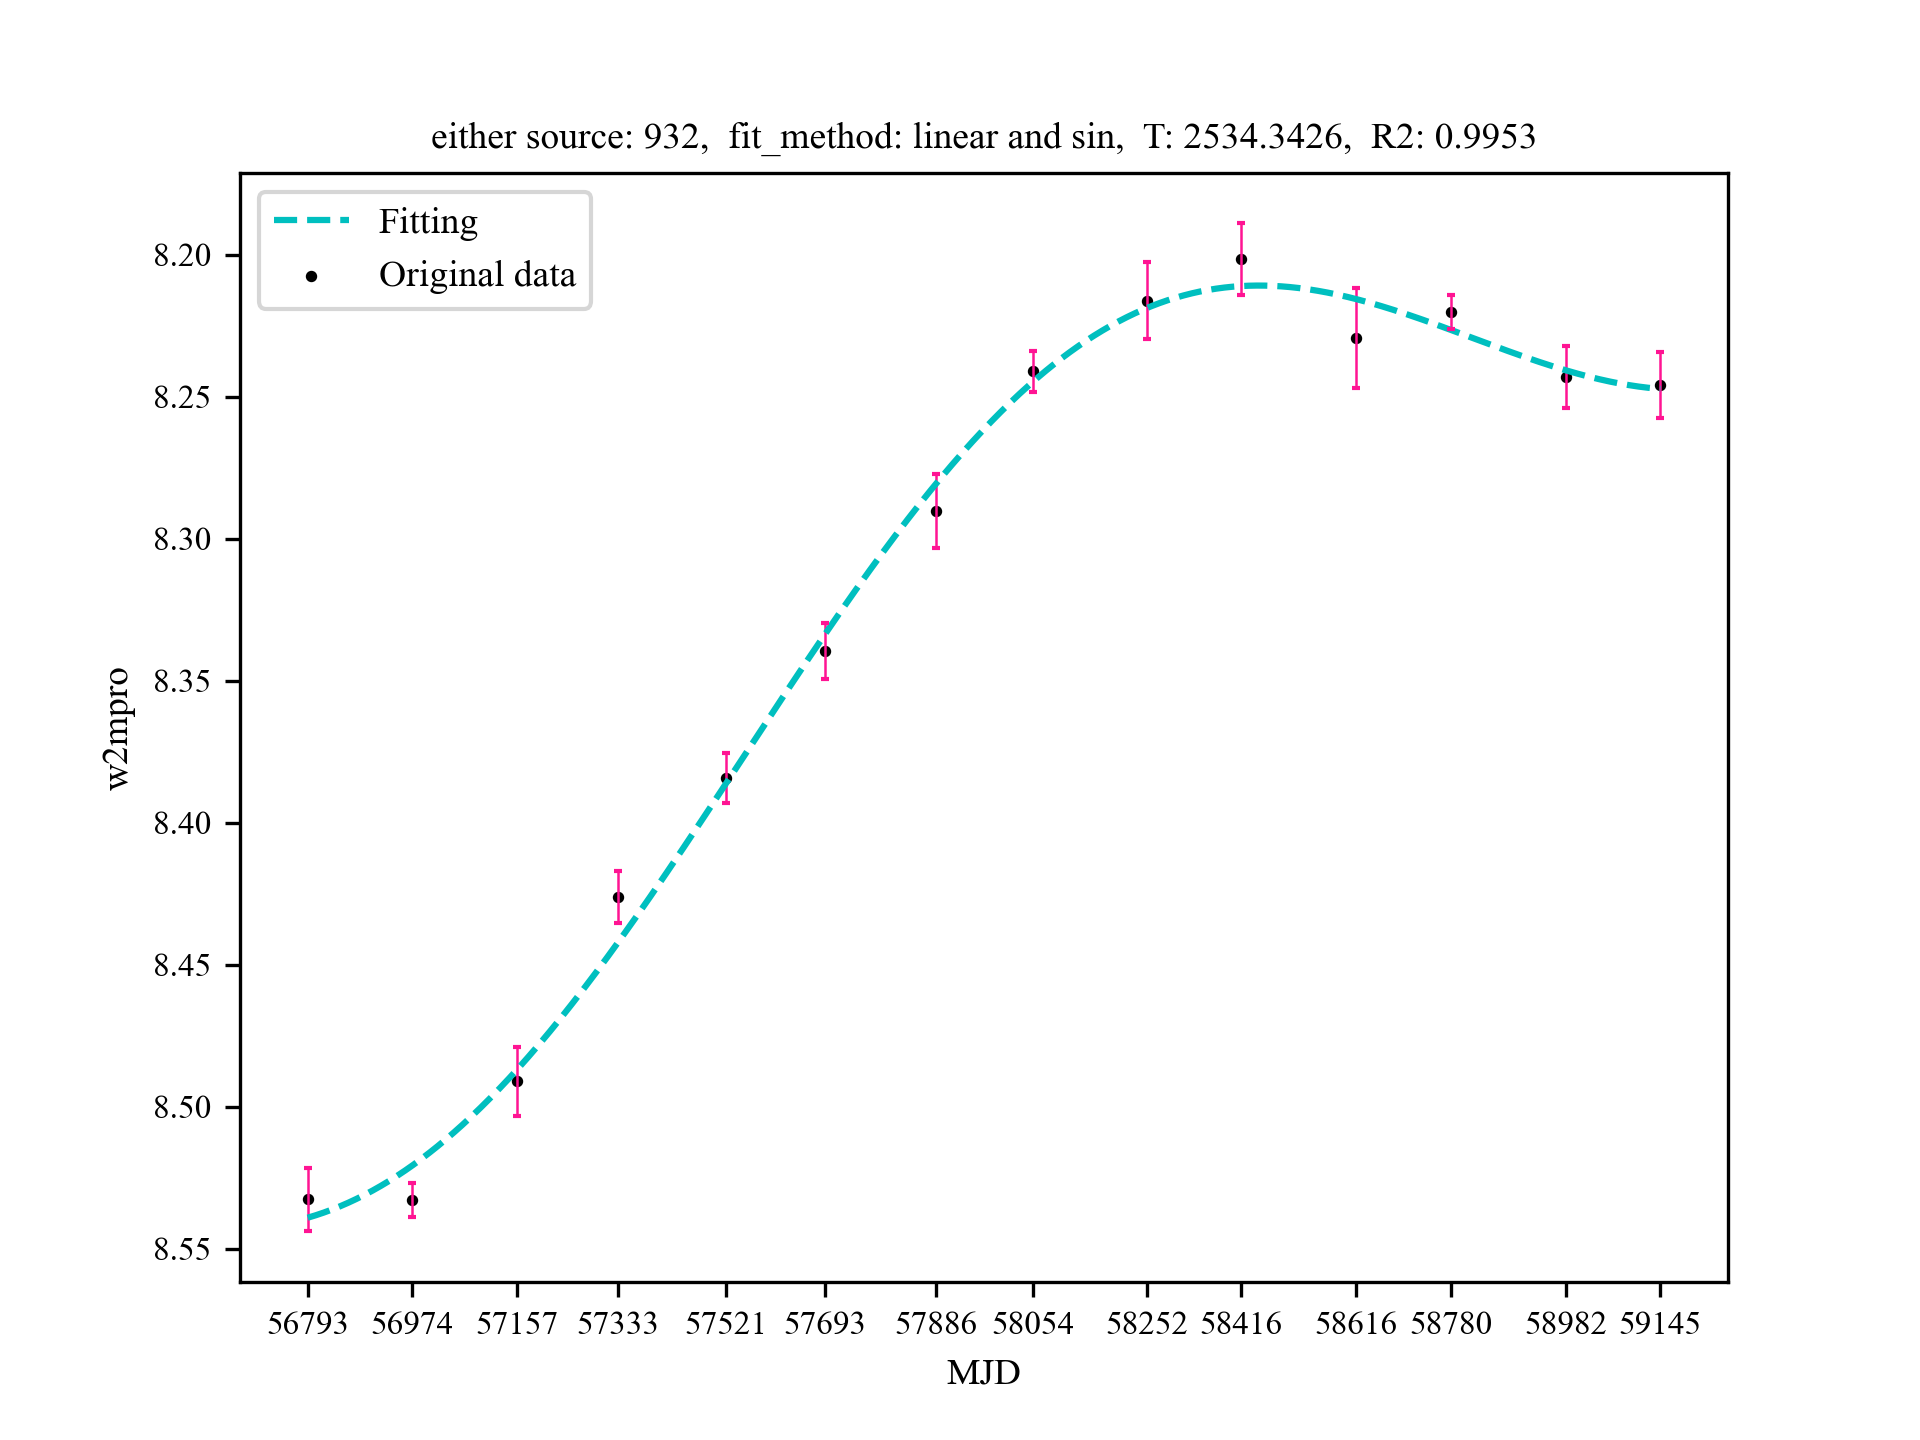 either source: 932, fit_method: linear and sin, T: 2534.3426, R2: 0.9953
Fitting
Original data
8.20
8.25
8.30
8.35
8.40
8.45
8.50
8.55
w2mpro
56793 56974 57157 57333 57521 57693 57886 58054 58252 58416 58616 58780 58982 59145
MJD